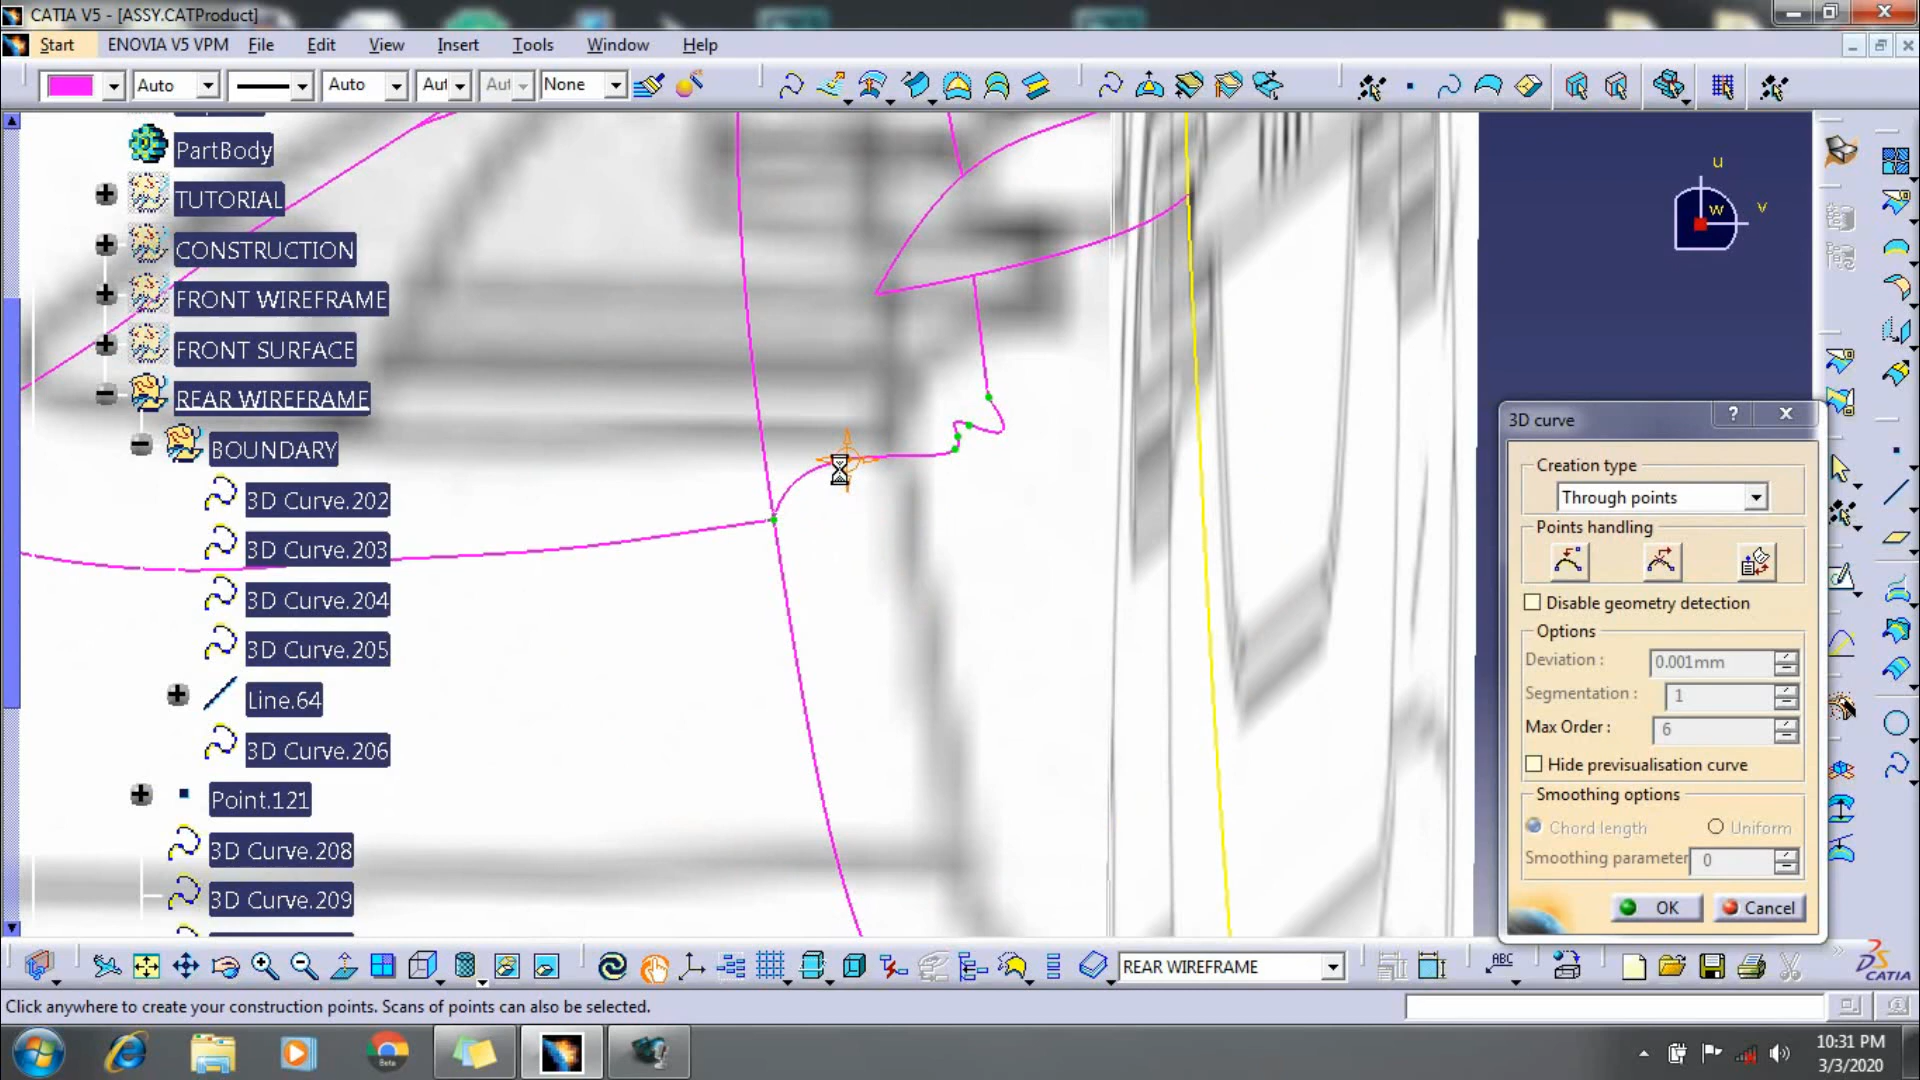 CATIA V5 - [ASSY.CATProduct]
Start
ENOVIA V5 VPM
File
Edit
View
Insert
Tools
Window
Help
Auto
Auto
Aut
Aut
None
PartBody
TUTORIAL
CONSTRUCTION
FRONT WIREFRAME
FRONT SURFACE
REAR WIREFRAME
BOUNDARY
3D Curve.202
3D Curve.203
3D Curve.204
3D Curve.205
Line.64
3D Curve.206
Point.121
3D Curve.208
3D Curve.209
u
v
w
3D curve
?
Creation type
Through points
Points handling
Disable geometry detection
Options
Deviation :
0.001mm
Segmentation :
1
Max Order :
6
Hide previsualisation curve
Smoothing options
Chord length
Uniform
Smoothing parameter
0
OK
Cancel
REAR WIREFRAME
ABC
CATIA
Click anywhere to create your construction points. Scans of points can also be selected.
Beta
10:31 PM
3/3/2020